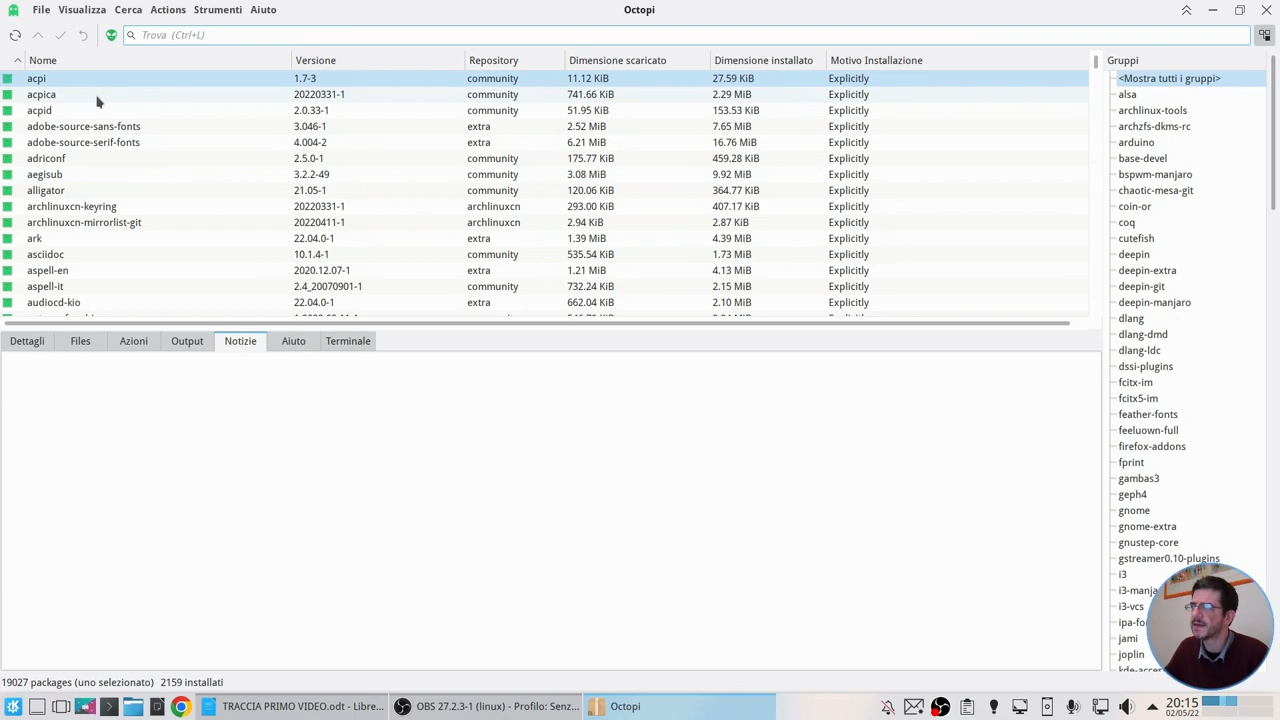 File Visualizza Cerca Actions Strumenti Aiuto Octopi
Trova (Ctrl+L)
Nome Versione Repository Dimensione scaricato Dimensione installato Motivo Installazione Gruppi
acpi 1.7-3 community 11.12 KiB 27.59 KiB Explicitly <Mostra tutti i gruppi>
acpica 20220331-1 community 741.66 KiB 2.29 MiB Explicitly alsa
acpid 2.0.33-1 community 51.95 KiB 153.53 KiB Explicitly archlinux-tools
adobe-source-sans-fonts 3.046-1 extra 2.52 MiB 7.65 MiB Explicitly archzfs-dkms-rc
adobe-source-serif-fonts 4.004-2 extra 6.21 MiB 16.76 MiB Explicitly arduino
adriconf 2.5.0-1 community 175.77 KiB 459.28 KiB Explicitly base-devel
aegisub 3.2.2-49 community 3.08 MiB 9.92 MiB Explicitly bspwm-manjaro
alligator 21.05-1 community 120.06 KiB 364.77 KiB Explicitly chaotic-mesa-git
archlinuxcn-keyring 20220331-1 archlinuxcn 293.00 KiB 407.17 KiB Explicitly coin-or
archlinuxcn-mirrorlist-git 20220411-1 archlinuxcn 2.94 KiB 2.87 KiB Explicitly coq
ark 22.04.0-1 extra 1.39 MiB 4.39 MiB Explicitly cutefish
asciidoc 10.1.4-1 community 535.54 KiB 1.73 MiB Explicitly deepin
aspell-en 2020.12.07-1 extra 1.21 MiB 4.13 MiB Explicitly deepin-extra
aspell-it 2.4_20070901-1 community 732.24 KiB 2.15 MiB Explicitly deepin-git
audiocd-kio 22.04.0-1 extra 662.04 KiB 2.10 MiB Explicitly deepin-manjaro
dlang
dlang-dmd
Dettagli Files Azioni Output Notizie Aiuto Terminale
dlang-ldc
dssi-plugins
fcitx-im
fcitx5-im
feather-fonts
feeluown-full
firefox-addons
fprint
gambas3
geph4
gnome
gnome-extra
gnustep-core
gstreamer0.10-plugins
i3
i3-manja
i3-vcs
ipa-fo
jami
joplin
19027 packages (uno selezionato) 2159 installati
TRACCIA PRIMO VIDEO.odt - Libre... OBS 27.2.3-1 (linux) - Profilo: Senz... Octopi 20:15
02/05/22